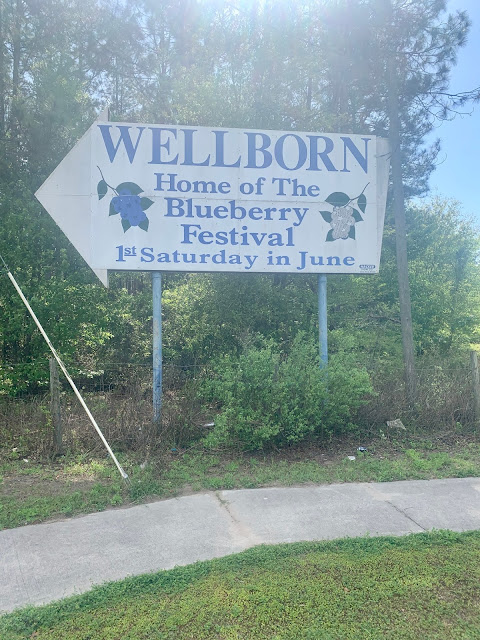 WELLBORN
Home of The
Blueberry
Festival
1st Saturday in June